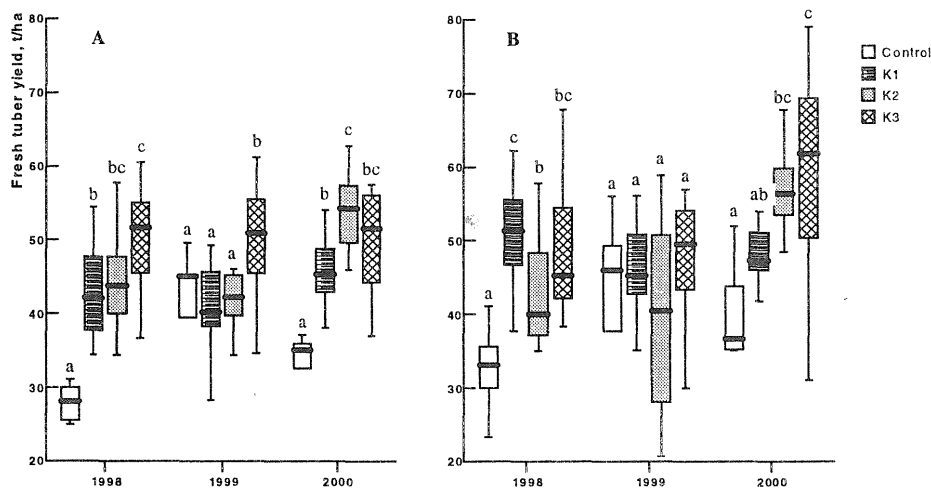 Fresh tuber yield, t/ha
A
80
70
60
50
40
30
20
a
b
bc
c
a
a
a
b
a
b
c
bc
1998
1999
2000
B
80
70
60
50
40
30
20
a
c
b
bc
a
a
a
a
a
ab
bc
c
1998
1999
2000
Control
K1
K2
K3